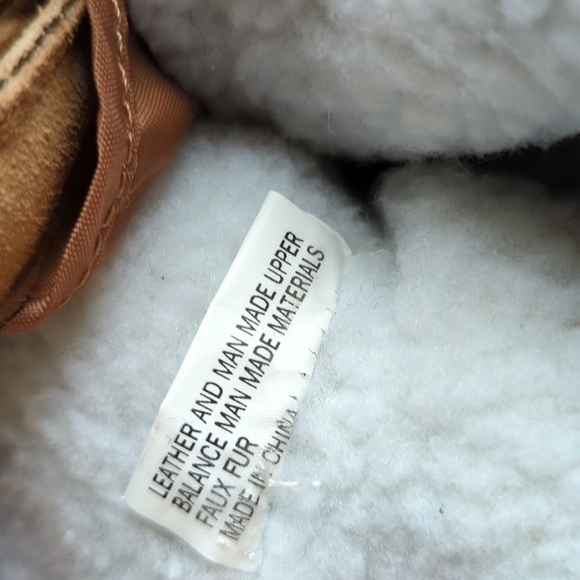 LEATHER AND MAN MADE UPPER
BALANCE MAN MADE MATERIALS
FAUX FUR
MADE IN CHINA